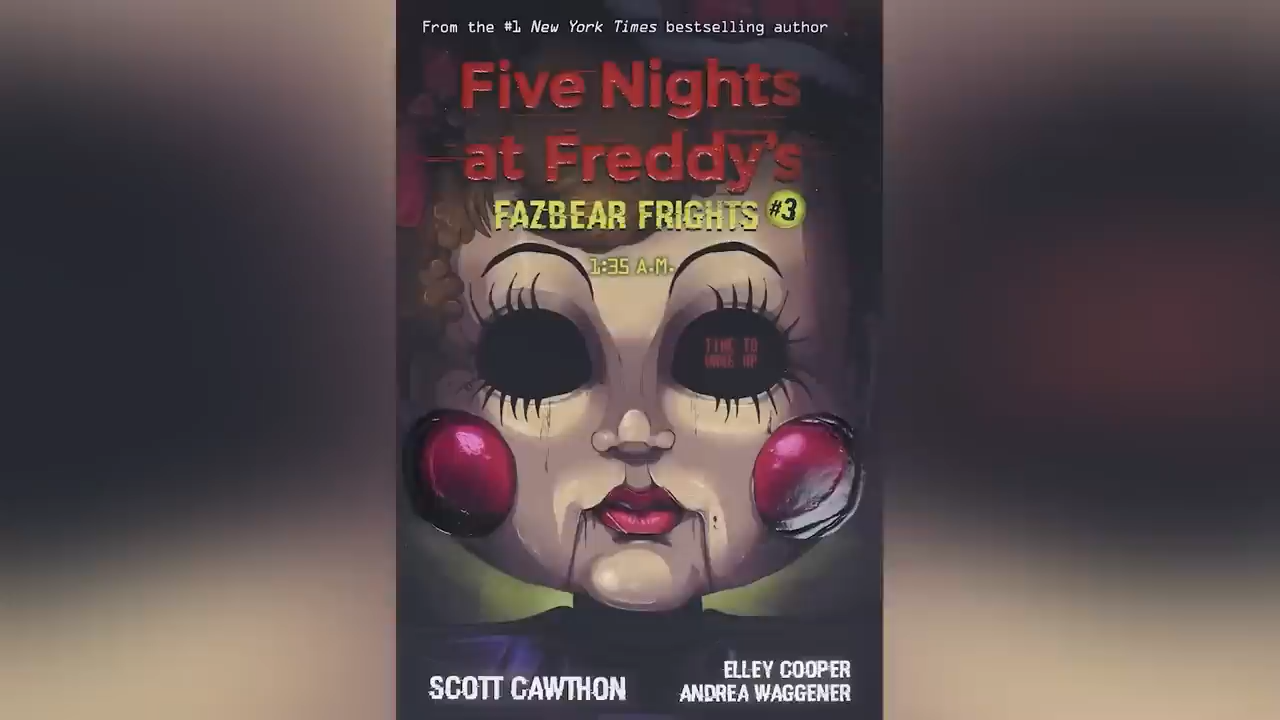 From the #1 New York Times bestselling author
Five Nights
at Freddy's
FAZBEAR FRIGHTS #3
1:35 A.M.
TIME TO
WAKE UP
SCOTT CAWTHON
ELLEY COOPER
ANDREA WAGGENER